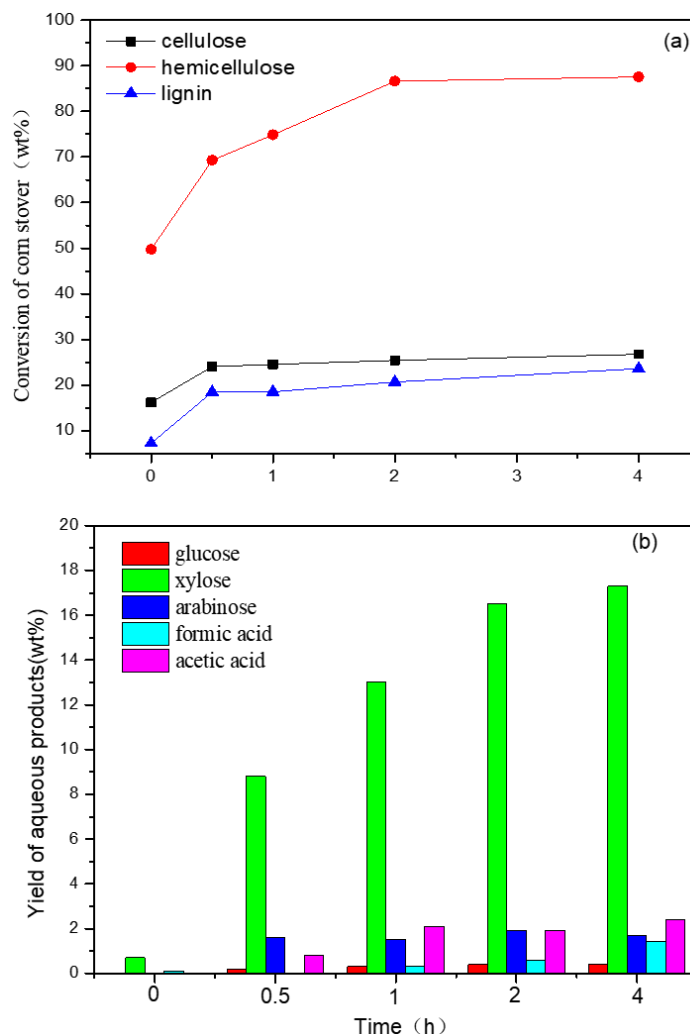 100
90
80
70
60
50
40
30
20
10
Conversion of corn stover（wt%）
cellulose
hemicellulose
lignin
(a)
0 1 2 3 4
20
18
16
14
12
10
8
6
4
2
0
Yield of aqueous products(wt%)
glucose
xylose
arabinose
formic acid
acetic acid
(b)
0 0.5 1 2 4
Time（h）